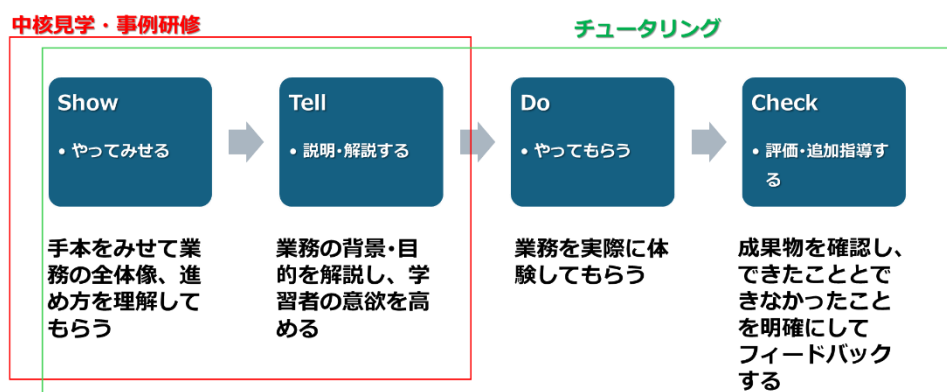 中核見学・事例研修
チュータリング
Show
• やってみせる
手本をみせて業
務の全体像、進
め方を理解して
もらう
Tell
• 説明・解説する
業務の背景・目
的を解説し、学
習者の意欲を高
める
Do
• やってもらう
業務を実際に体
験してもらう
Check
• 評価・追加指導す
る
成果物を確認し、
できたこととで
きなかったこと
を明確にして
フィードバック
する